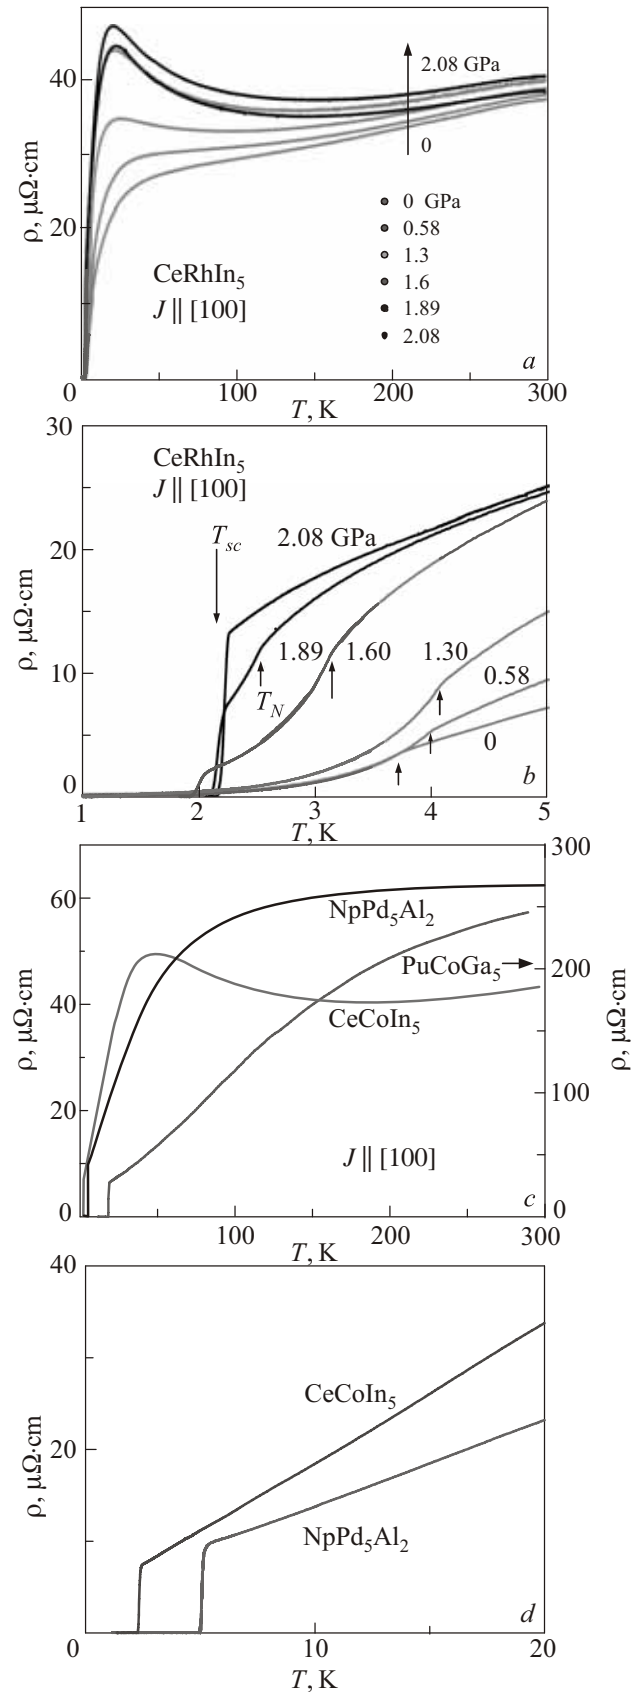 40
2.08 GPa
0
ρ, μΩ·cm
0 GPa
0.58
20
1.3
CeRhIn₅
1.6
J || [100]
1.89
2.08
a
0
100
200
300
T, K
30
CeRhIn₅
J || [100]
T_sc
2.08 GPa
20
ρ, μΩ·cm
1.89
1.60
1.30
10
0.58
T_N
0
0
b
1
2
3
4
5
T, K
300
60
NpPd₅Al₂
PuCoGa₅
200
ρ, μΩ·cm
40
CeCoIn₅
ρ, μΩ·cm
100
20
J || [100]
0
c
0
100
200
300
T, K
40
CeCoIn₅
ρ, μΩ·cm
20
NpPd₅Al₂
d
0
10
20
T, K